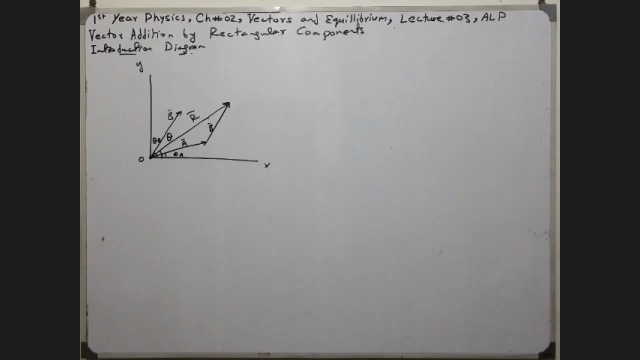 1st Year Physics, Ch#02, Vectors and Equilibrium, Lecture#03, ALP
Vector Addition by Rectangular Components
Introduction Diagram
y
B
R
B
θ
A
O
x